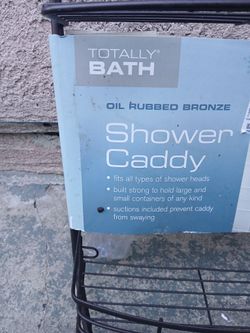 TOTALLY®
BATH
OIL RUBBED BRONZE
Shower
Caddy
• fits all types of shower heads
• built strong to hold large and
small containers of any kind
• suctions included prevent caddy
from swaying